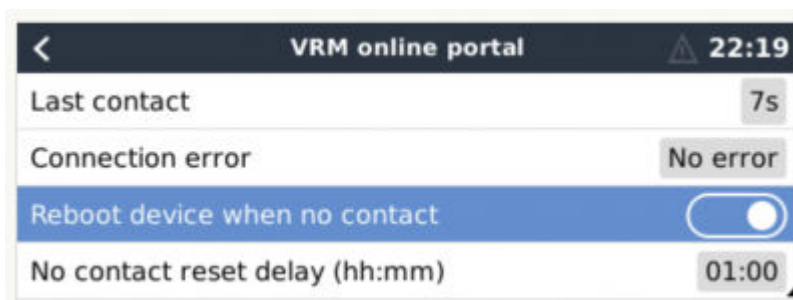 VRM online portal 22:19
Last contact 7s
Connection error No error
Reboot device when no contact
No contact reset delay (hh:mm) 01:00